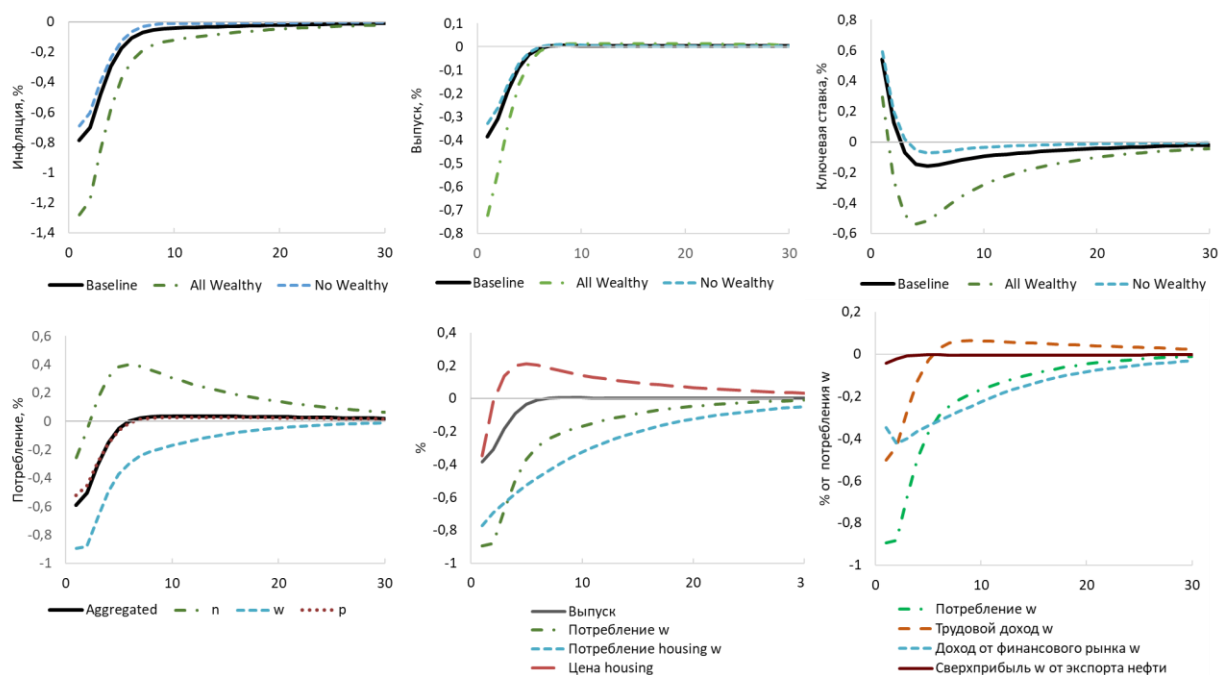 Инфляция, %
0
-0,2
-0,4
-0,6
-0,8
-1
-1,2
-1,4
0 10 20 30
Baseline All Wealthy No Wealthy
Выпуск, %
0,1
0
-0,1
-0,2
-0,3
-0,4
-0,5
-0,6
-0,7
-0,8
0 10 20 30
Baseline All Wealthy No Wealthy
Ключевая ставка, %
0,8
0,6
0,4
0,2
0
-0,2
-0,4
-0,6
0 10 20 30
Baseline All Wealthy No Wealthy
Потребление, %
0,6
0,4
0,2
0
-0,2
-0,4
-0,6
-0,8
-1
0 10 20 30
Aggregated n w p
%
0,4
0,2
0
-0,2
-0,4
-0,6
-0,8
-1
0 10 20 3
Выпуск
Потребление w
Потребление housing w
Цена housing
% от потребления w
0,2
0
-0,2
-0,4
-0,6
-0,8
-1
0 10 20 30
Потребление w
Трудовой доход w
Доход от финансового рынка w
Сверхприбыль w от экспорта нефти